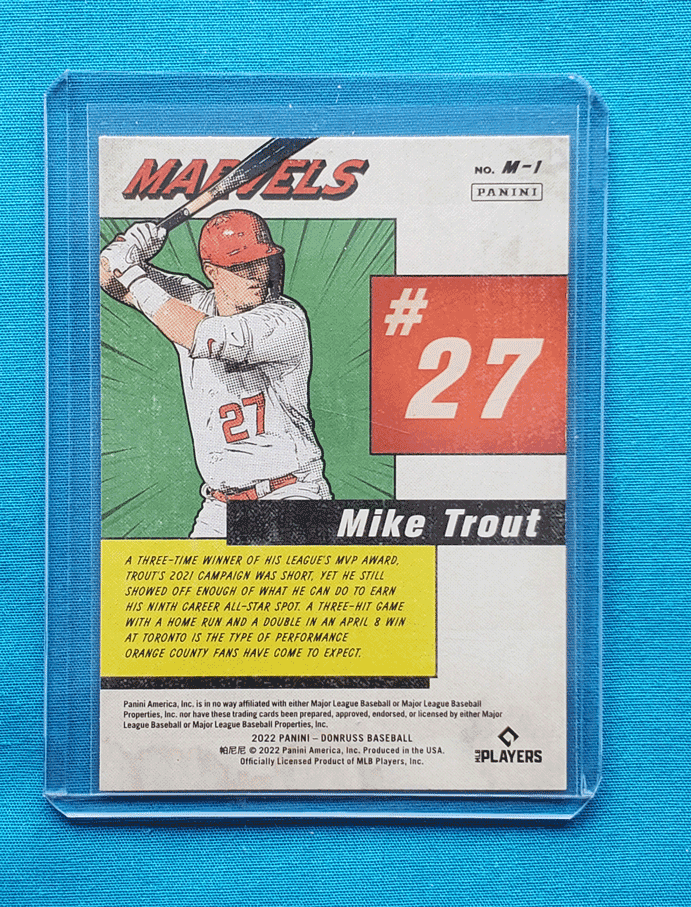 MARVELS
NO. M-1
PANINI
#
27
27
Mike Trout
A THREE-TIME WINNER OF HIS LEAGUE'S MVP AWARD,
TROUT'S 2021 CAMPAIGN WAS SHORT, YET HE STILL
SHOWED OFF ENOUGH OF WHAT HE CAN DO TO EARN
HIS NINTH CAREER ALL-STAR SPOT. A THREE-HIT GAME
WITH A HOME RUN AND A DOUBLE IN AN APRIL 8 WIN
AT TORONTO IS THE TYPE OF PERFORMANCE
ORANGE COUNTY FANS HAVE COME TO EXPECT.
Panini America, Inc. is in no way affiliated with either Major League Baseball or Major League Baseball
Properties, Inc. nor have these trading cards been prepared, approved, endorsed, or licensed by either Major
League Baseball or Major League Baseball Properties, Inc.
2022 PANINI – DONRUSS BASEBALL
帕尼尼 © 2022 Panini America, Inc. Produced in the USA.
Officially Licensed Product of MLB Players, Inc.
MLB PLAYERS